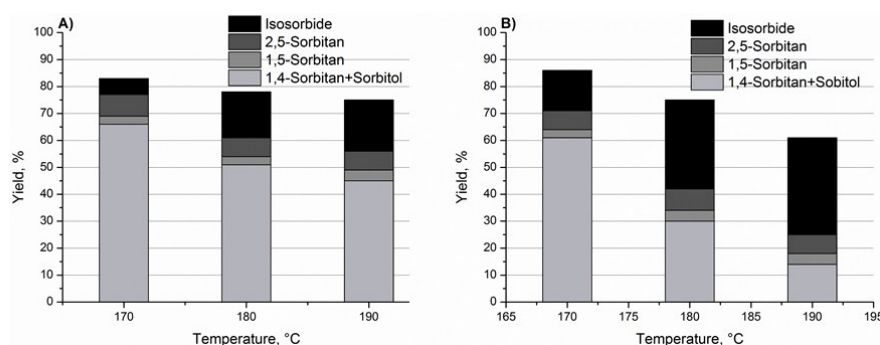 A)
Isosorbide
2,5-Sorbitan
1,5-Sorbitan
1,4-Sorbitan+Sorbitol
100
90
80
70
60
50
40
30
20
10
0
Yield, %
170 180 190
Temperature, °C
B)
Isosorbide
2,5-Sorbitan
1,5-Sorbitan
1,4-Sorbitan+Sobitol
100
90
80
70
60
50
40
30
20
10
0
Yield, %
165 170 175 180 185 190 195
Temperature, °C